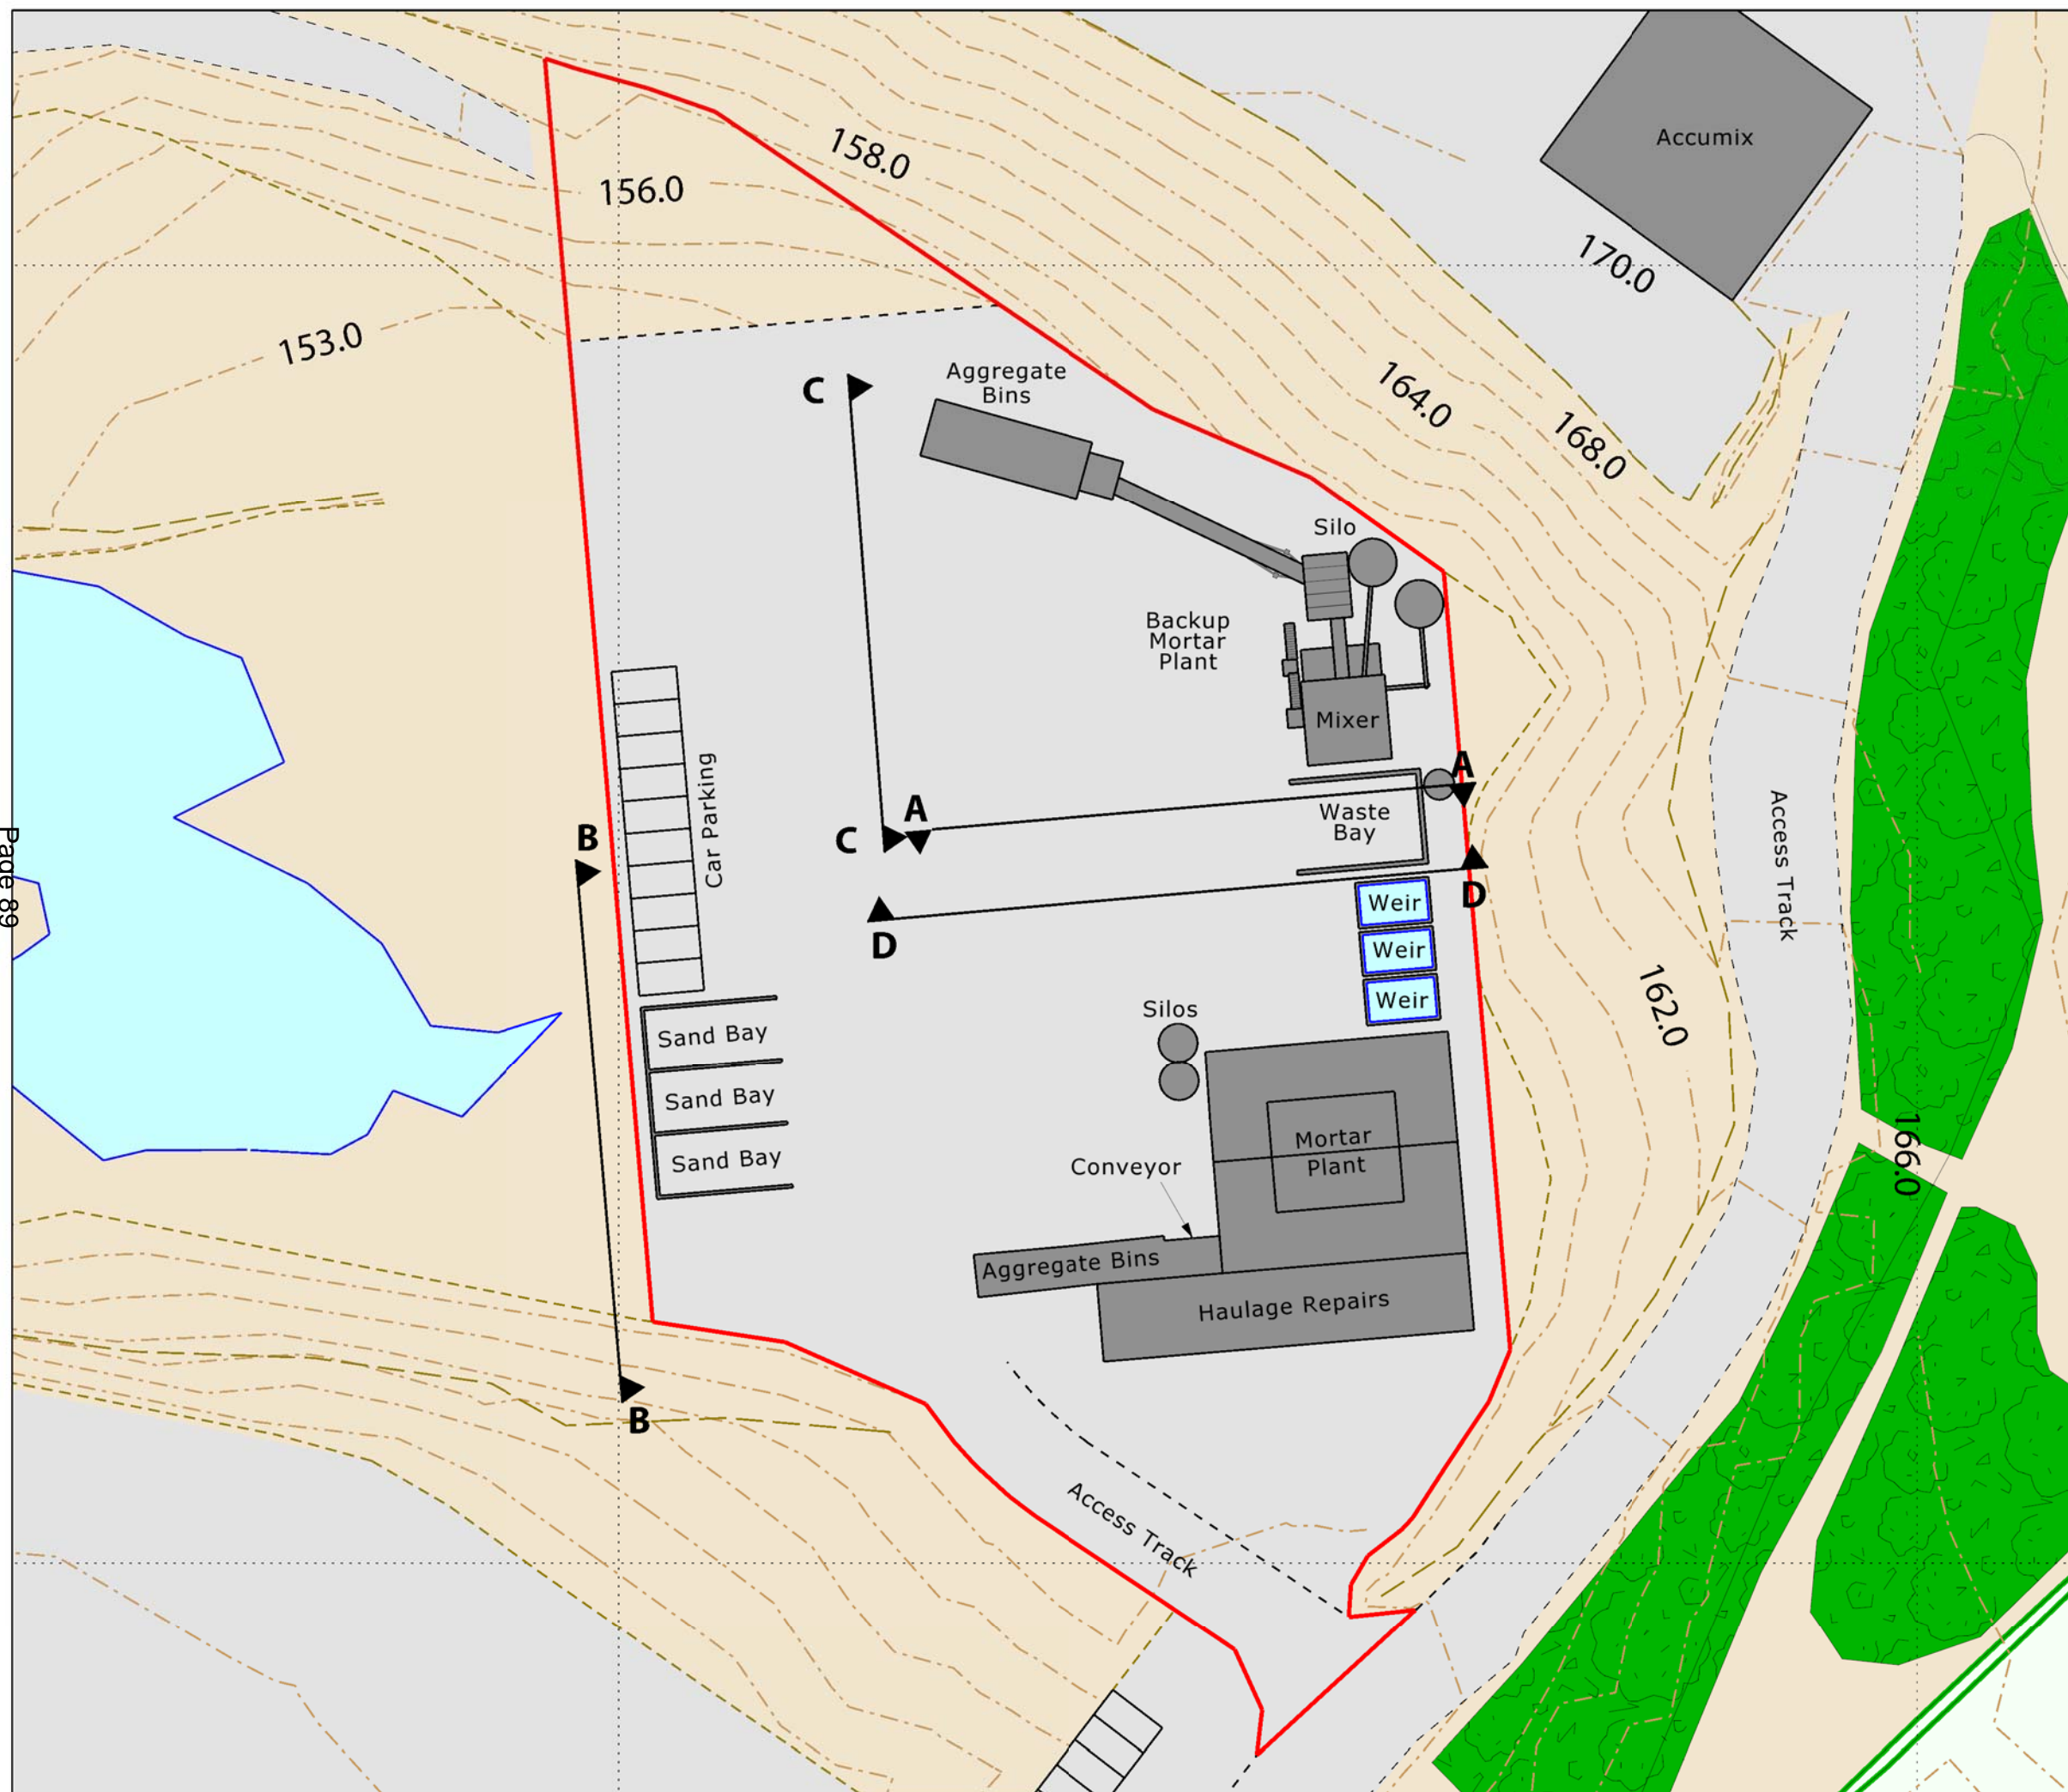 Accumix
158.0
156.0
170.0
153.0
C
Aggregate
Bins
164.0
168.0
Silo
Backup
Mortar
Plant
Mixer
A
A
Car Parking
Access Track
Waste
Bay
B
C
Page 89
D
D
Weir
Weir
Weir
162.0
Silos
Sand Bay
Sand Bay
Sand Bay
Mortar
Plant
166.0
Conveyor
Aggregate Bins
Haulage Repairs
B
Access Track